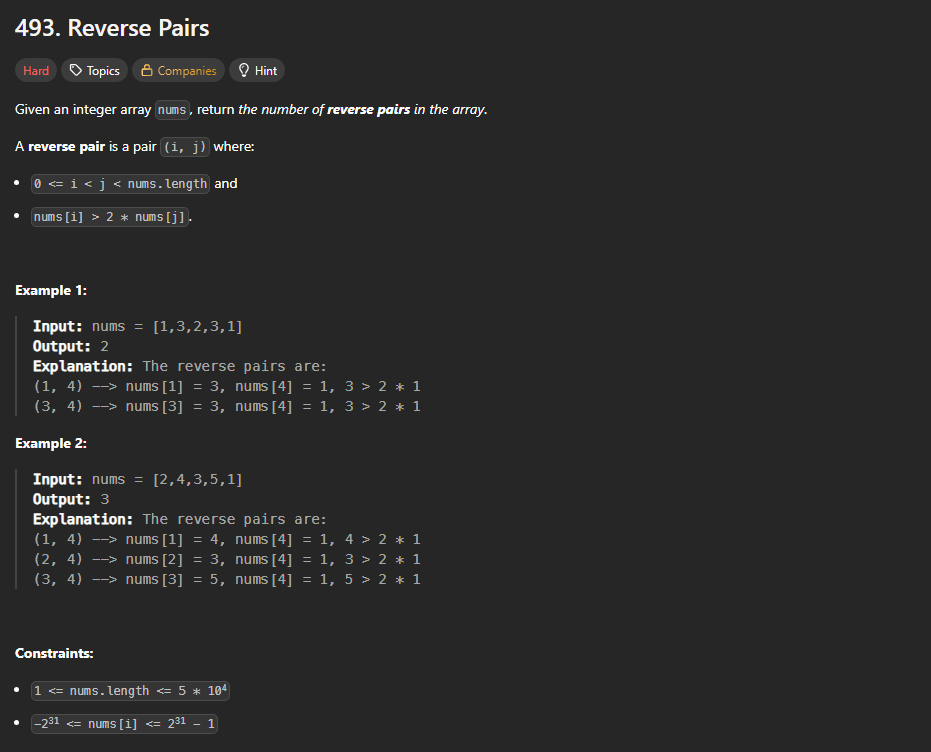 493. Reverse Pairs
Hard Topics Companies Hint
Given an integer array nums, return the number of reverse pairs in the array.
A reverse pair is a pair (i, j) where:
• 0 <= i < j < nums.length and
• nums[i] > 2 * nums[j].
Example 1:
Input: nums = [1,3,2,3,1]
Output: 2
Explanation: The reverse pairs are:
(1, 4) --> nums[1] = 3, nums[4] = 1, 3 > 2 * 1
(3, 4) --> nums[3] = 3, nums[4] = 1, 3 > 2 * 1
Example 2:
Input: nums = [2,4,3,5,1]
Output: 3
Explanation: The reverse pairs are:
(1, 4) --> nums[1] = 4, nums[4] = 1, 4 > 2 * 1
(2, 4) --> nums[2] = 3, nums[4] = 1, 3 > 2 * 1
(3, 4) --> nums[3] = 5, nums[4] = 1, 5 > 2 * 1
Constraints:
• 1 <= nums.length <= 5 * 10⁴
• -2³¹ <= nums[i] <= 2³¹ - 1